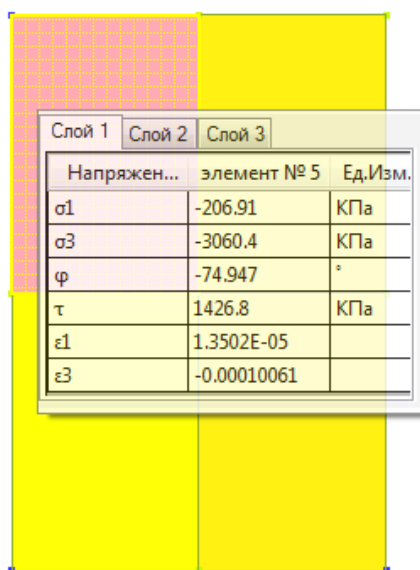 Слой 1 Слой 2 Слой 3
Напряжен... элемент № 5 Ед.Изм.
σ1 -206.91 КПа
σ3 -3060.4 КПа
φ -74.947 °
τ 1426.8 КПа
ε1 1.3502E-05
ε3 -0.00010061